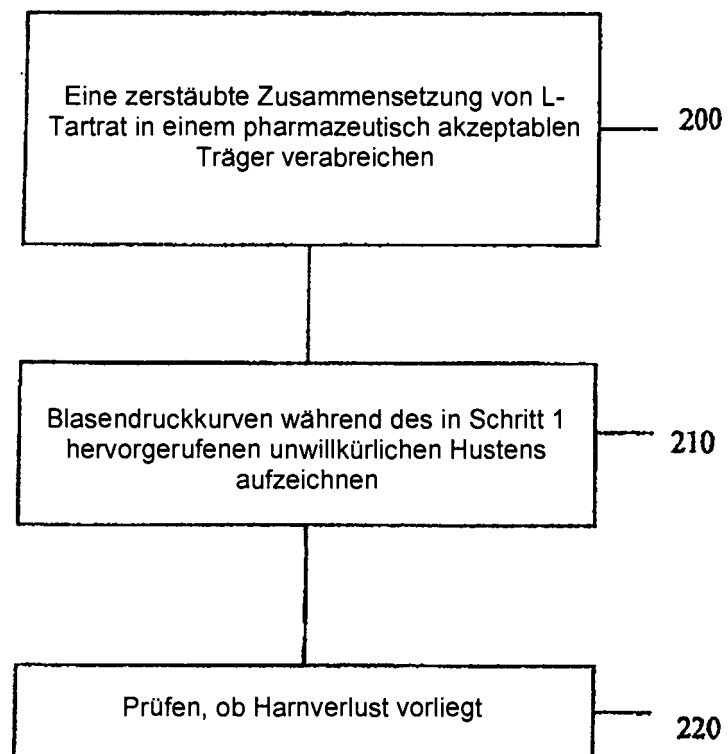 Eine zerstäubte Zusammensetzung von L-
Tartrat in einem pharmazeutisch akzeptablen
Träger verabreichen
200
Blasendruckkurven während des in Schritt 1
hervorgerufenen unwillkürlichen Hustens
aufzeichnen
210
Prüfen, ob Harnverlust vorliegt
220